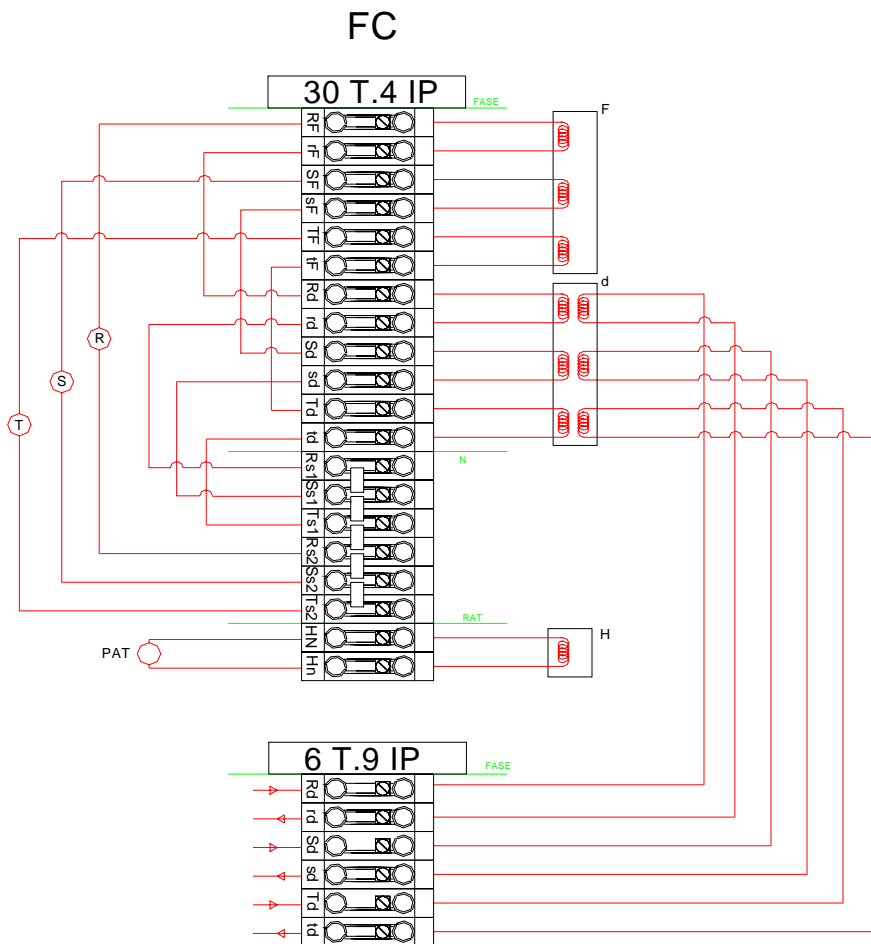 FC
30 T.4 IP
FASE
F
RF
rF
SF
sF
TF
tF
d
Rd
rd
R
Sd
S
sd
Td
T
td
N
Rs1
Ss1
Ts1
Rs2
Ss2
Ts2
RAT
HN
H
PAT
Hn
6 T.9 IP
FASE
Rd
rd
Sd
sd
Td
td